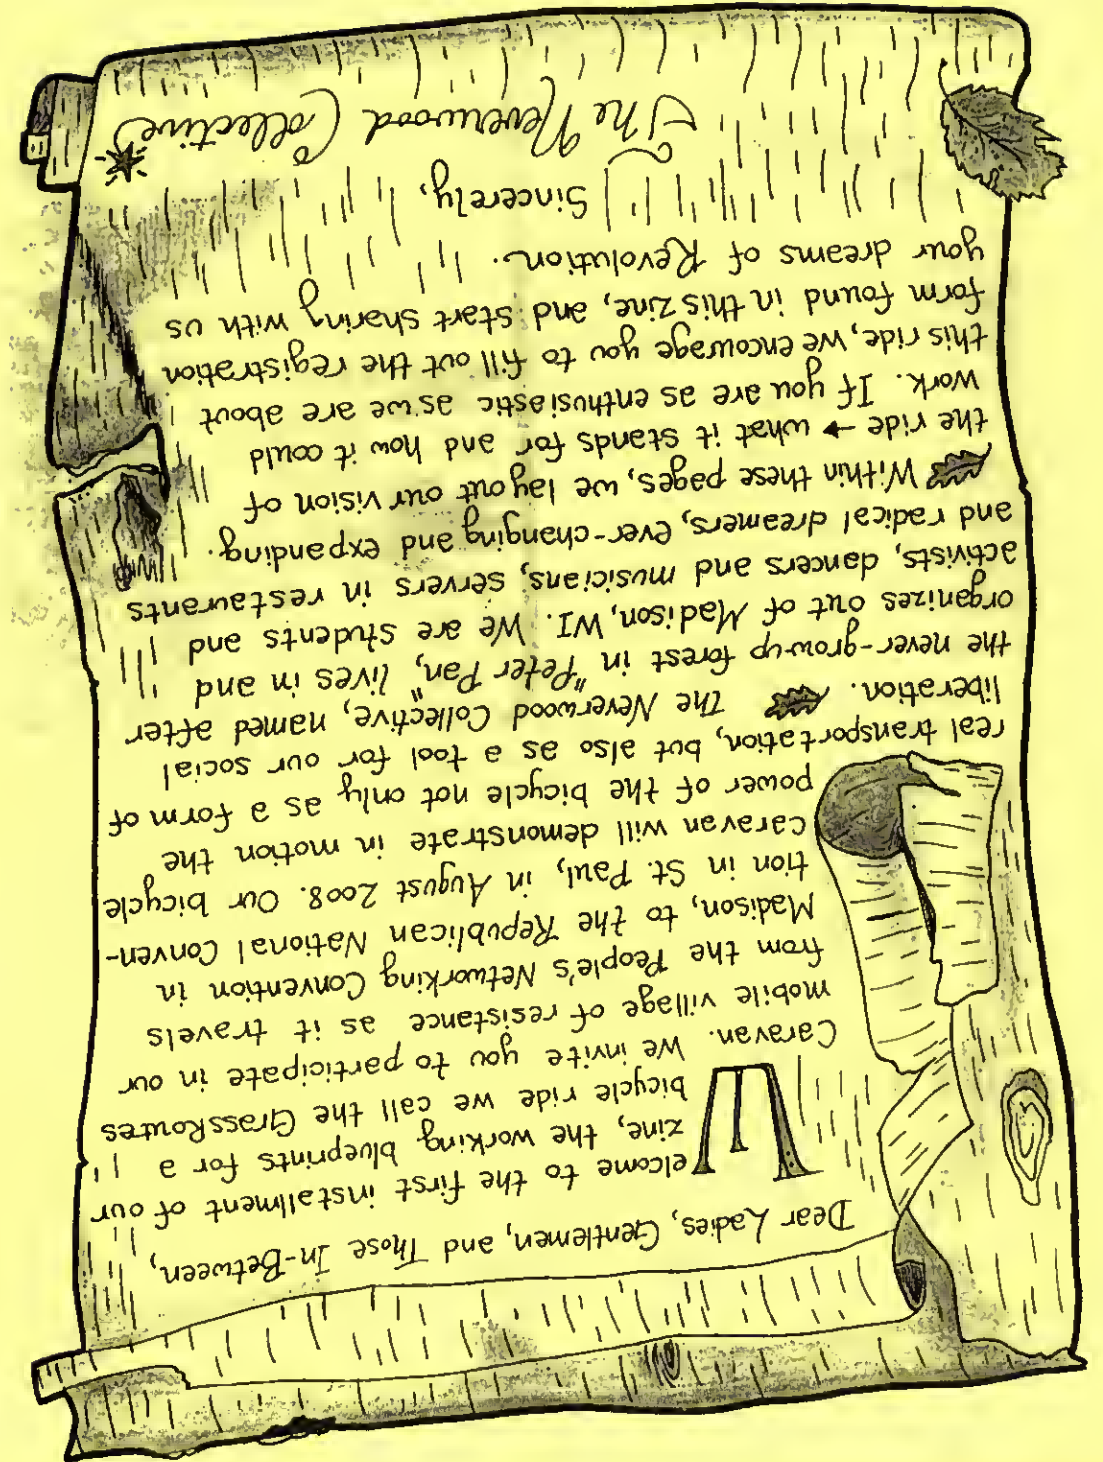 Dear Ladies, Gentlemen, and Those In-Between,
Welcome to the first installment of our
zine, the working blueprints for a
bicycle ride we call the GrassRoutes
Caravan. We invite you to participate in our
mobile village of resistance as it travels
from the People's Networking Convention in
Madison, to the Republican National Conven-
tion in St. Paul, in August 2008. Our bicycle
caravan will demonstrate in motion the
power of the bicycle not only as a form of
real transportation, but also as a tool for our social
liberation. The Neverwood Collective, named after
the never-grow-up forest in "Peter Pan," lives in and
organizes out of Madison, WI. We are students and
activists, dancers and musicians, servers in restaurants
and radical dreamers, ever-changing and expanding.
Within these pages, we layout our vision of
the ride → what it stands for and how it could
work. If you are as enthusiastic as we are about
this ride, we encourage you to fill out the registration
form found in this zine, and start sharing with us
your dreams of Revolution.
Sincerely,
The Neverwood Collective